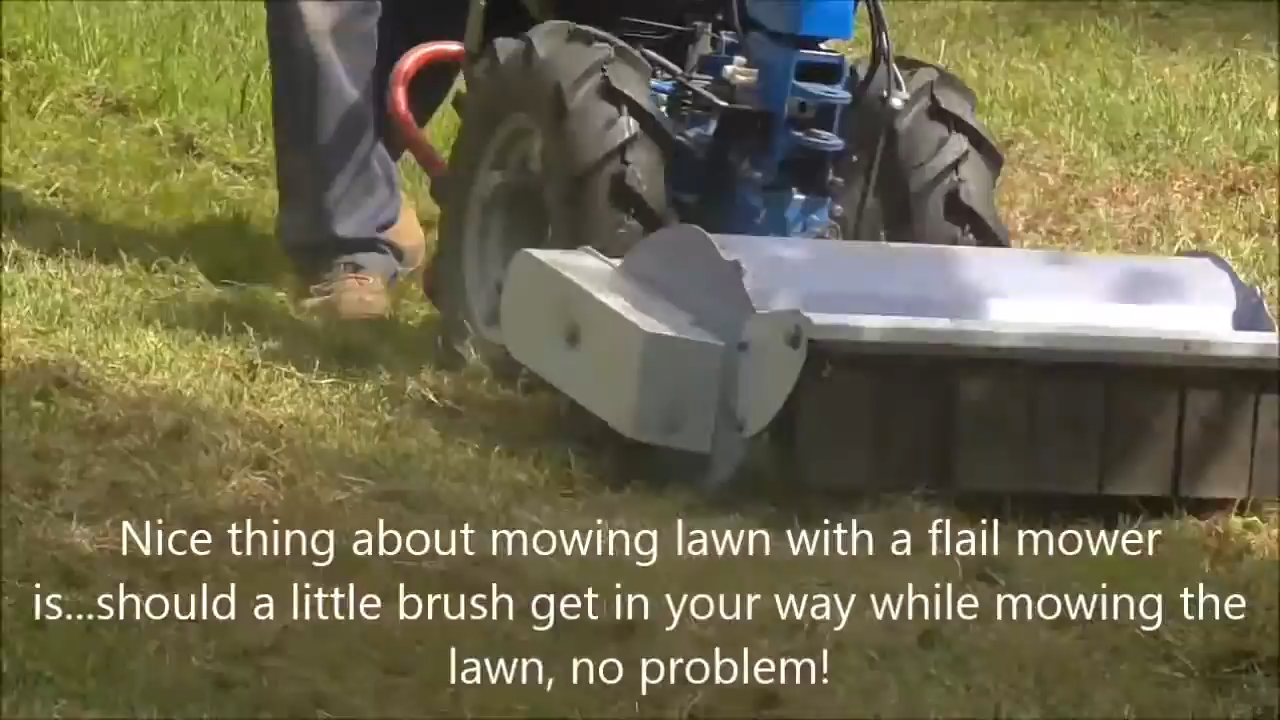 Nice thing about mowing lawn with a flail mower
is...should a little brush get in your way while mowing the
lawn, no problem!